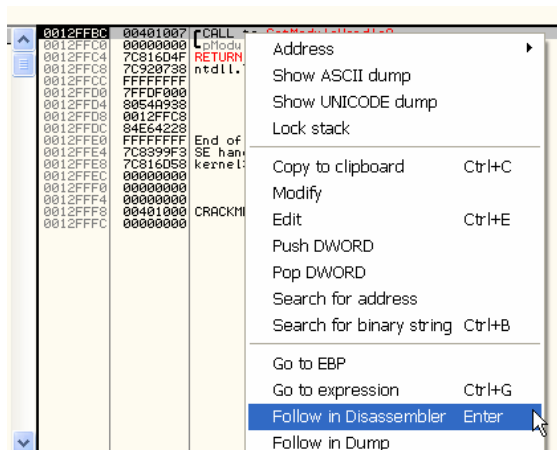 0012FFBC 00401007 CALL to GetModuleHandleA
0012FFC0 00000000 pModu
0012FFC4 7C816D4F RETURN
0012FFC8 7C920738 ntdll.
0012FFCC FFFFFFFF
0012FFD0 7FFDF000
0012FFD4 8054A938
0012FFD8 0012FFC8
0012FFDC 84E64228
0012FFE0 FFFFFFFF End of
0012FFE4 7C8399F3 SE han
0012FFE8 7C816D58 kernel
0012FFEC 00000000
0012FFF0 00000000
0012FFF4 00000000
0012FFF8 00401000 CRACKM
0012FFFC 00000000
Address
Show ASCII dump
Show UNICODE dump
Lock stack
Copy to clipboard Ctrl+C
Modify
Edit Ctrl+E
Push DWORD
Pop DWORD
Search for address
Search for binary string Ctrl+B
Go to EBP
Go to expression Ctrl+G
Follow in Disassembler Enter
Follow in Dump